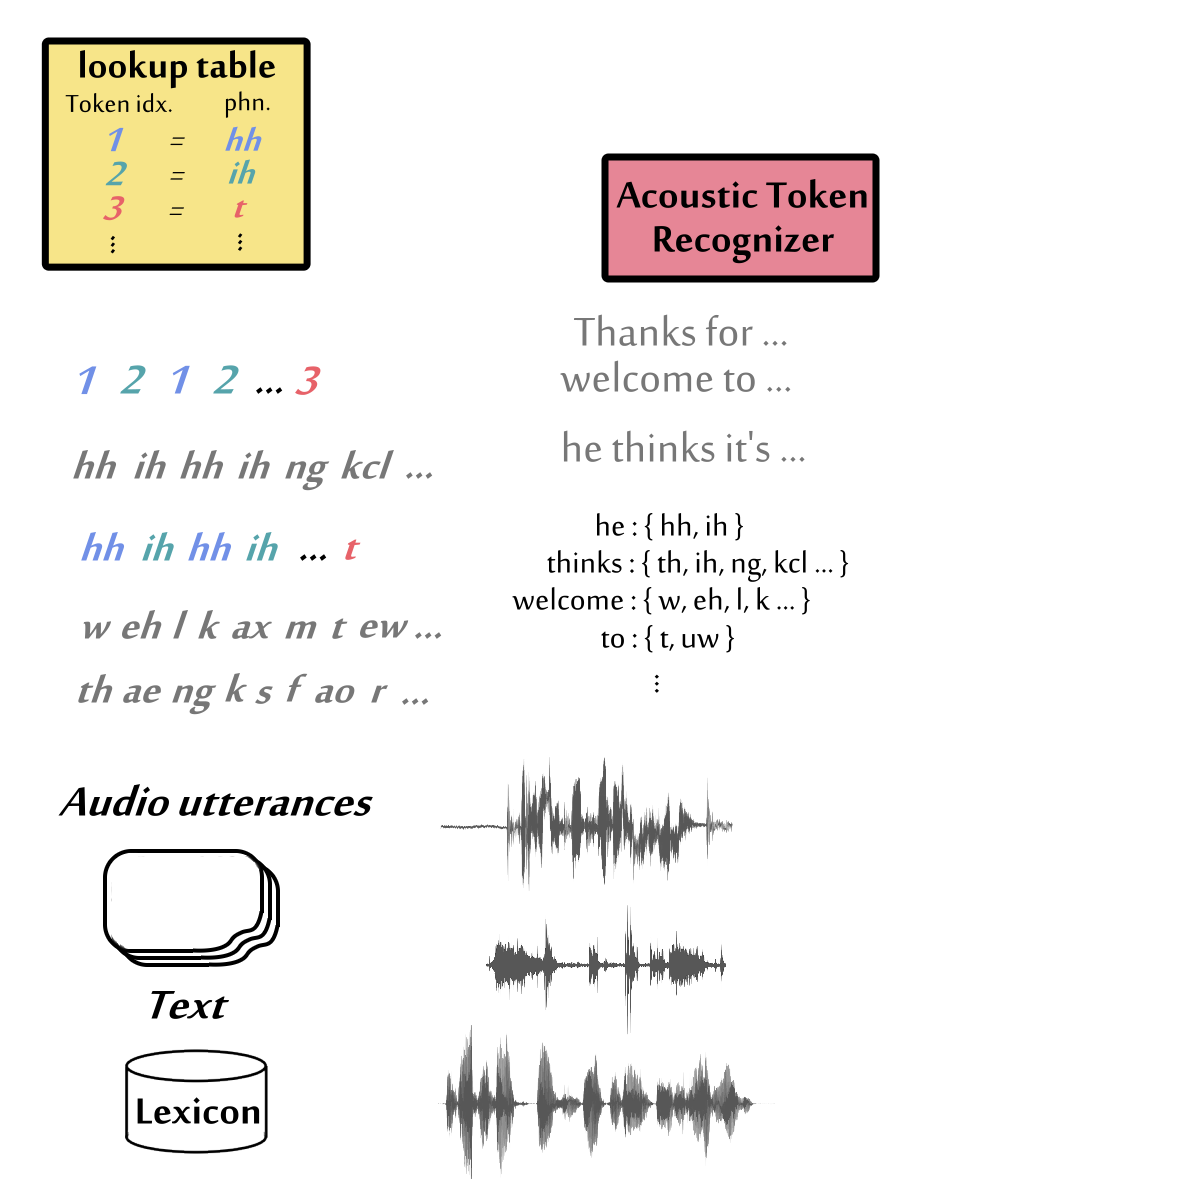 lookup table
Token idx. phn.
1 = hh
2 = ih
3 = t
⋮ ⋮
1 2 1 2 ... 3
hh ih hh ih ng kcl ...
hh ih hh ih ... t
w eh l k ax m t ew ...
th ae ng k s f ao r ...
Audio utterances
Text
Lexicon
Acoustic Token
Recognizer
Thanks for ...
welcome to ...
he thinks it's ...
he : { hh, ih }
thinks : { th, ih, ng, kcl ... }
welcome : { w, eh, l, k ... }
to : { t, uw }
⋮